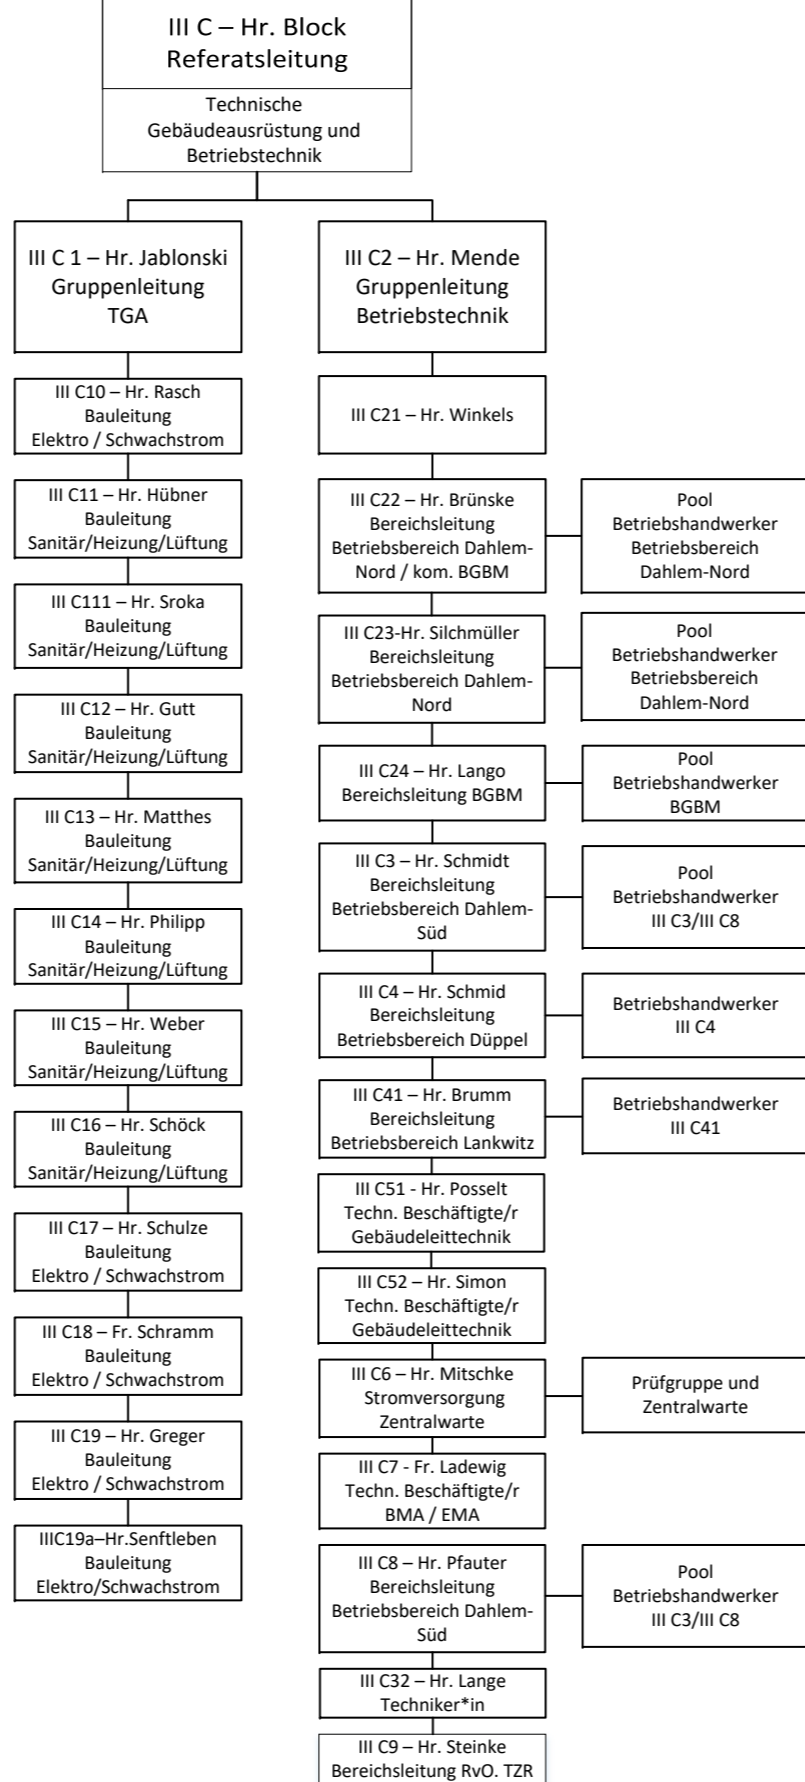 III C – Hr. Block
Referatsleitung
Technische
Gebäudeausrüstung und
Betriebstechnik
III C 1 – Hr. Jablonski
Gruppenleitung
TGA
III C10 – Hr. Rasch
Bauleitung
Elektro / Schwachstrom
III C11 – Hr. Hübner
Bauleitung
Sanitär/Heizung/Lüftung
III C111 – Hr. Sroka
Bauleitung
Sanitär/Heizung/Lüftung
III C12 – Hr. Gutt
Bauleitung
Sanitär/Heizung/Lüftung
III C13 – Hr. Matthes
Bauleitung
Sanitär/Heizung/Lüftung
III C14 – Hr. Philipp
Bauleitung
Sanitär/Heizung/Lüftung
III C15 – Hr. Weber
Bauleitung
Sanitär/Heizung/Lüftung
III C16 – Hr. Schöck
Bauleitung
Sanitär/Heizung/Lüftung
III C17 – Hr. Schulze
Bauleitung
Elektro / Schwachstrom
III C18 – Fr. Schramm
Bauleitung
Elektro / Schwachstrom
III C19 – Hr. Greger
Bauleitung
Elektro / Schwachstrom
IIIC19a–Hr.Senftleben
Bauleitung
Elektro/Schwachstrom
III C2 – Hr. Mende
Gruppenleitung
Betriebstechnik
III C21 – Hr. Winkels
III C22 – Hr. Brünske
Bereichsleitung
Betriebsbereich Dahlem-
Nord / kom. BGBM
Pool
Betriebshandwerker
Betriebsbereich
Dahlem-Nord
III C23-Hr. Silchmüller
Bereichsleitung
Betriebsbereich Dahlem-
Nord
Pool
Betriebshandwerker
Betriebsbereich
Dahlem-Nord
III C24 – Hr. Lango
Bereichsleitung BGBM
Pool
Betriebshandwerker
BGBM
III C3 – Hr. Schmidt
Bereichsleitung
Betriebsbereich Dahlem-
Süd
Pool
Betriebshandwerker
III C3/III C8
III C4 – Hr. Schmid
Bereichsleitung
Betriebsbereich Düppel
Betriebshandwerker
III C4
III C41 – Hr. Brumm
Bereichsleitung
Betriebsbereich Lankwitz
Betriebshandwerker
III C41
III C51 - Hr. Posselt
Techn. Beschäftigte/r
Gebäudeleittechnik
III C52 – Hr. Simon
Techn. Beschäftigte/r
Gebäudeleittechnik
III C6 – Hr. Mitschke
Stromversorgung
Zentralwarte
Prüfgruppe und
Zentralwarte
III C7 - Fr. Ladewig
Techn. Beschäftigte/r
BMA / EMA
III C8 – Hr. Pfauter
Bereichsleitung
Betriebsbereich Dahlem-
Süd
Pool
Betriebshandwerker
III C3/III C8
III C32 – Hr. Lange
Techniker*in
III C9 – Hr. Steinke
Bereichsleitung RvO. TZR